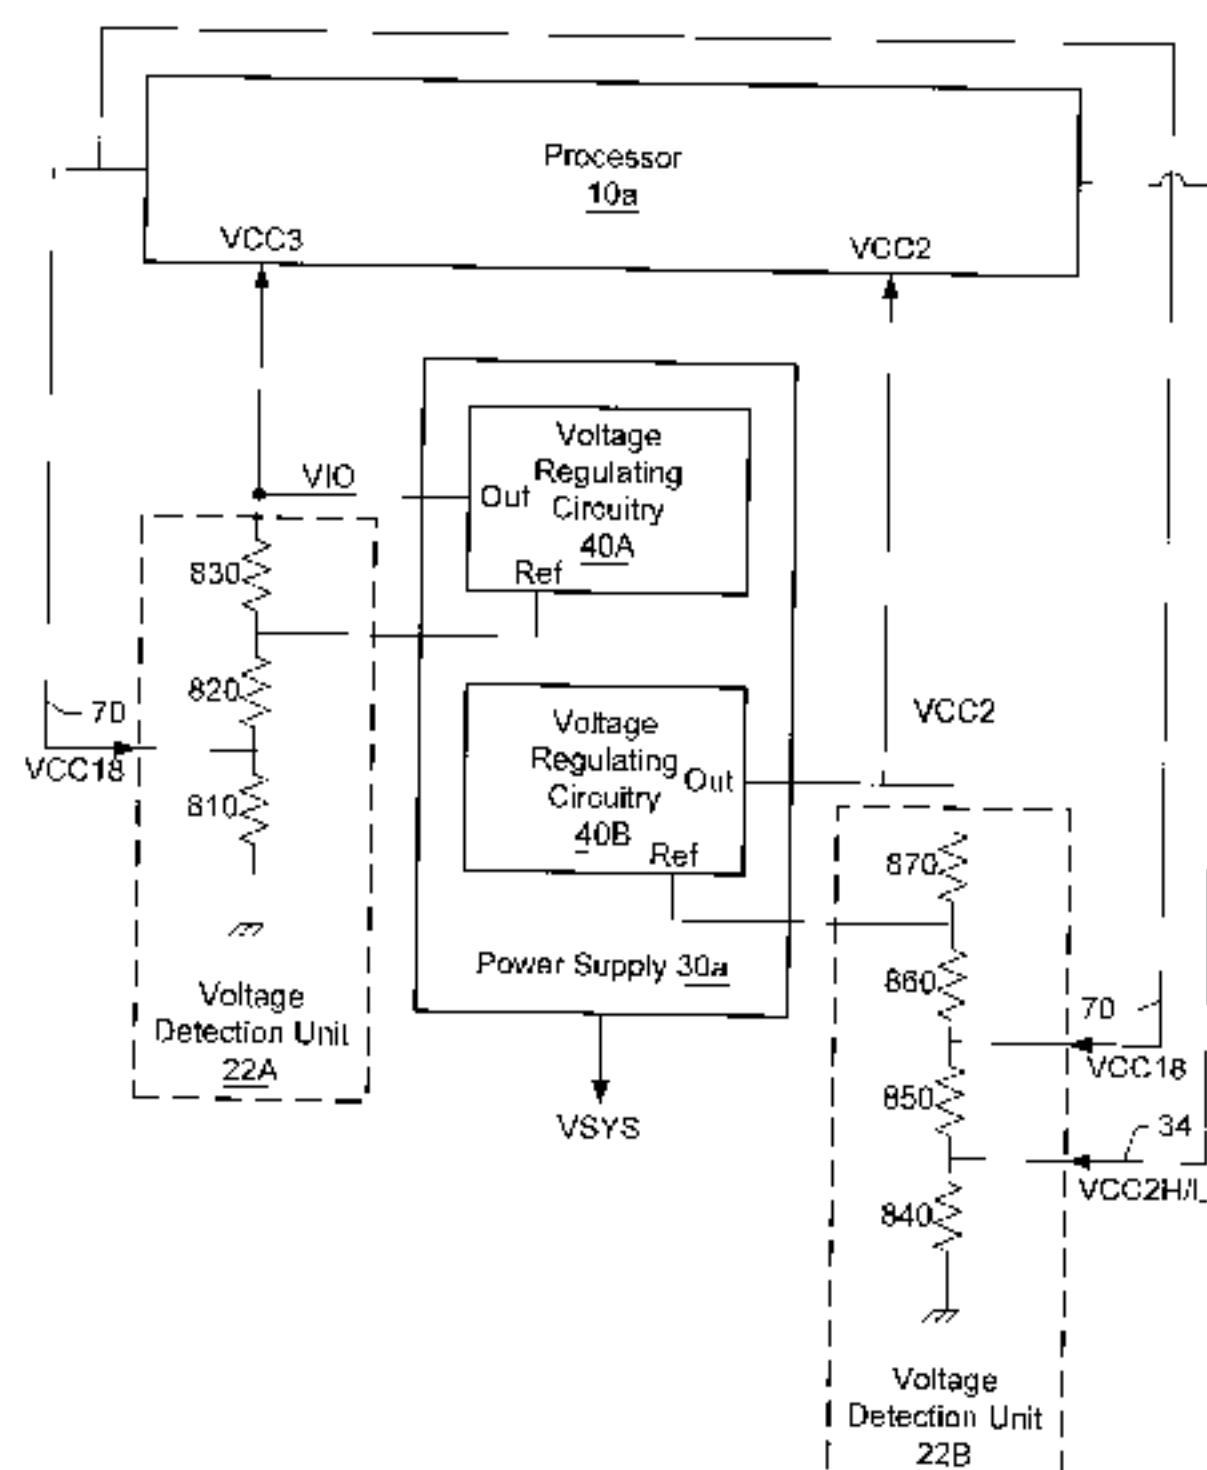 Processor
10a
VCC3
VCC2
Voltage
Regulating
Circuitry
40A
Out
Ref
VIO
830
820
810
70
VCC18
Voltage
Regulating
Circuitry
40B
Out
Ref
VCC2
Power Supply 30a
VSYS
Voltage
Detection Unit
22A
870
860
850
840
70
VCC18
34
VCC2H/L
Voltage
Detection Unit
22B